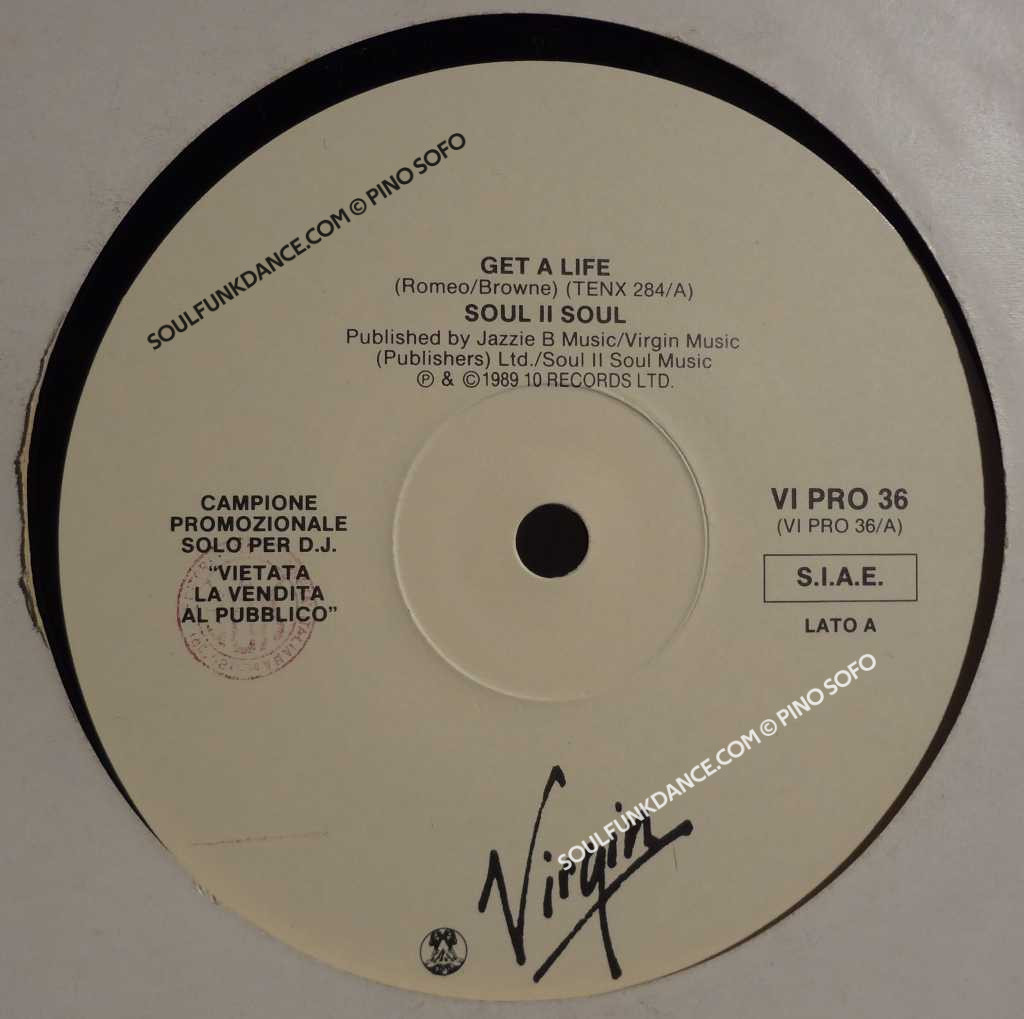 SOULFUNKDANCE.COM © PINO SOFO
GET A LIFE
(Romeo/Browne) (TENX 284/A)
SOUL II SOUL
Published by Jazzie B Music/Virgin Music
(Publishers) Ltd./Soul II Soul Music
℗ & ©1989 10 RECORDS LTD.
CAMPIONE
PROMOZIONALE
SOLO PER D.J.
"VIETATA
LA VENDITA
AL PUBBLICO"
VI PRO 36
(VI PRO 36/A)
S.I.A.E.
LATO A
SOULFUNKDANCE.COM © PINO SOFO
Virgin